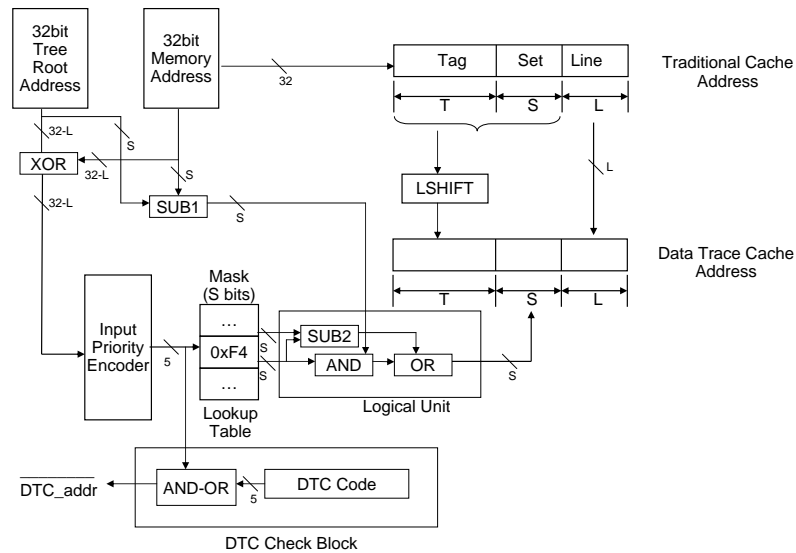 32bit
Tree
Root
Address
32bit
Memory
Address
32
Tag
Set
Line
Traditional Cache
Address
T
S
L
32-L
S
XOR
32-L
S
32-L
SUB1
S
LSHIFT
L
Data Trace Cache
Address
T
S
L
Mask
(S bits)
Input
Priority
Encoder
5
...
0xF4
...
S
S
SUB2
AND
OR
S
Lookup
Table
Logical Unit
DTC_addr
AND-OR
5
DTC Code
DTC Check Block